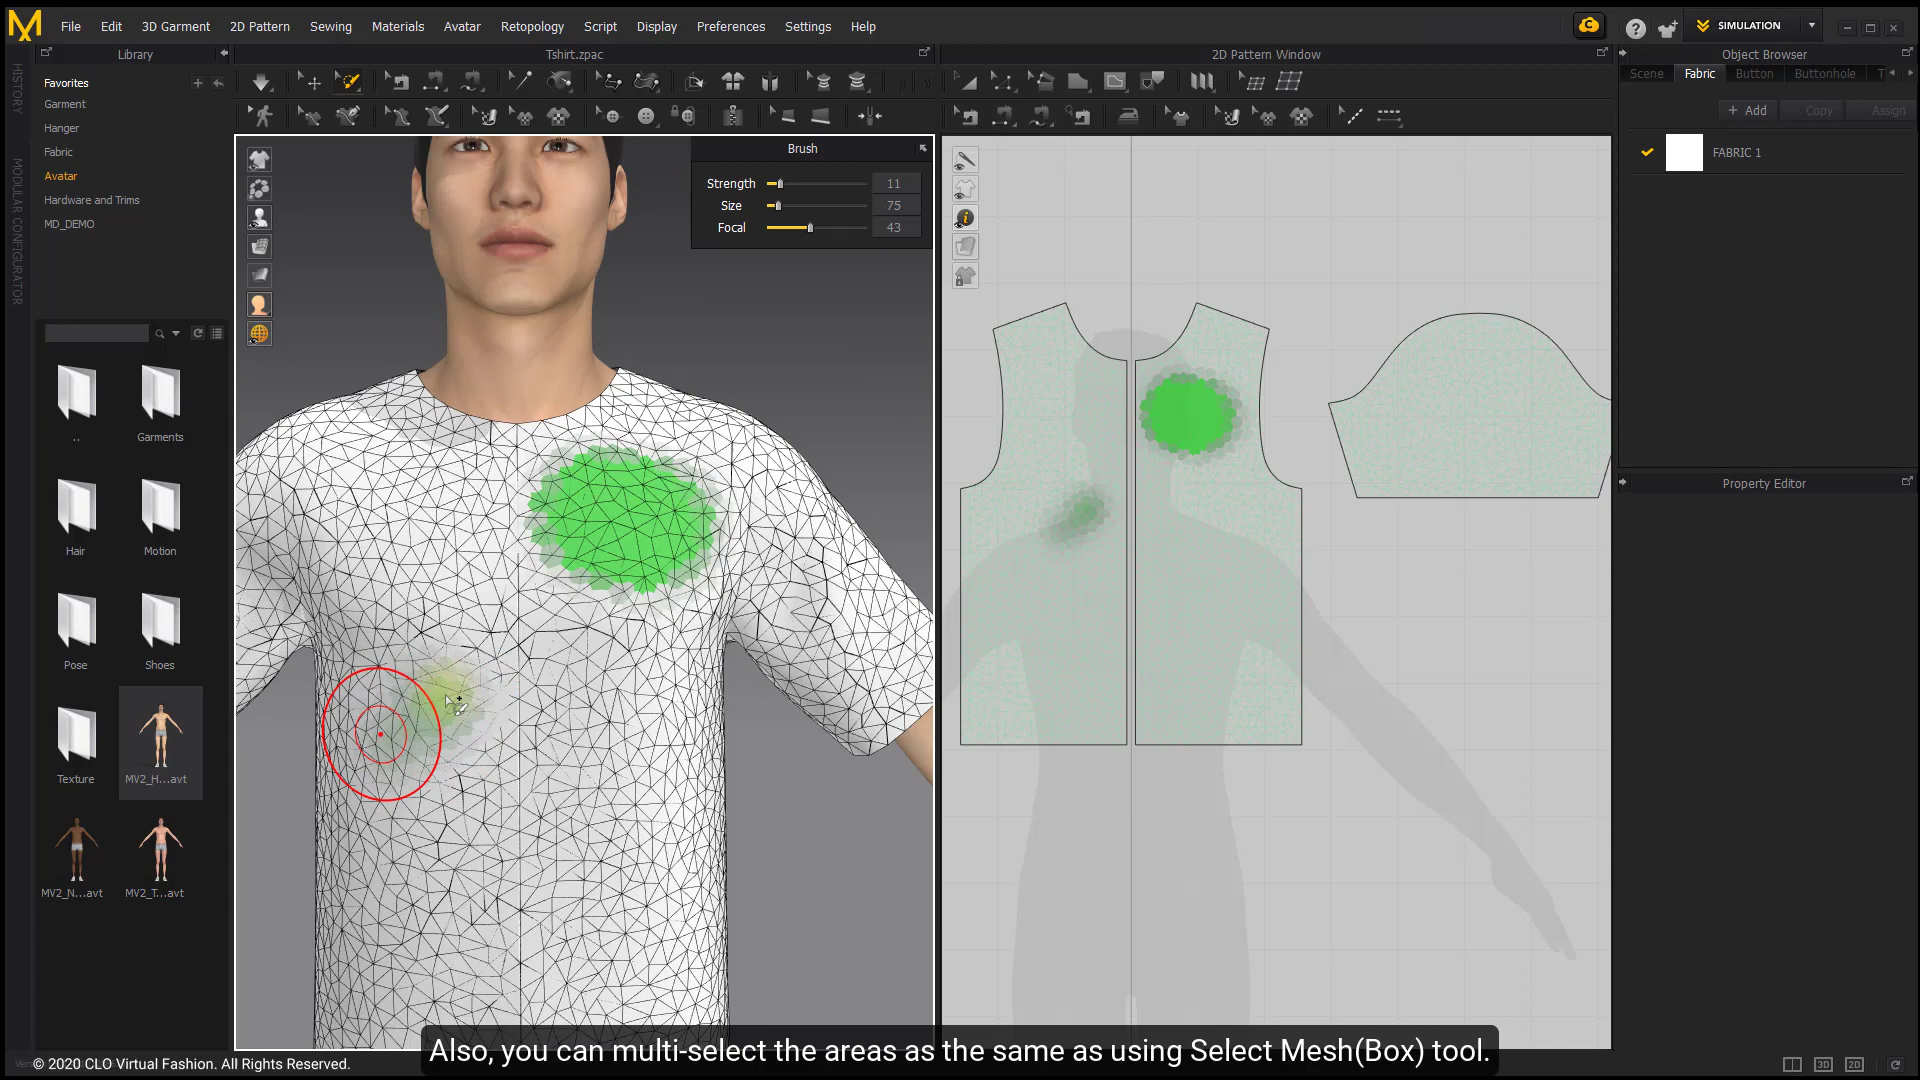 File Edit 3D Garment 2D Pattern Sewing Materials Avatar Retopology Script Display Preferences Settings Help
SIMULATION
Library
Tshirt.zpac
2D Pattern Window
Object Browser
HISTORY
MODULAR CONFIGURATOR
Favorites
Garment
Hanger
Fabric
Avatar
Hardware and Trims
MD_DEMO
..
Garments
Hair
Motion
Pose
Shoes
Texture
MV2_H...avt
MV2_N...avt
MV2_T...avt
Brush
Strength 11
Size 75
Focal 43
Scene Fabric Button Buttonhole T
+ Add Copy Assign
FABRIC 1
Property Editor
3D 2D
Also, you can multi-select the areas as the same as using Select Mesh(Box) tool.
© 2020 CLO Virtual Fashion. All Rights Reserved.